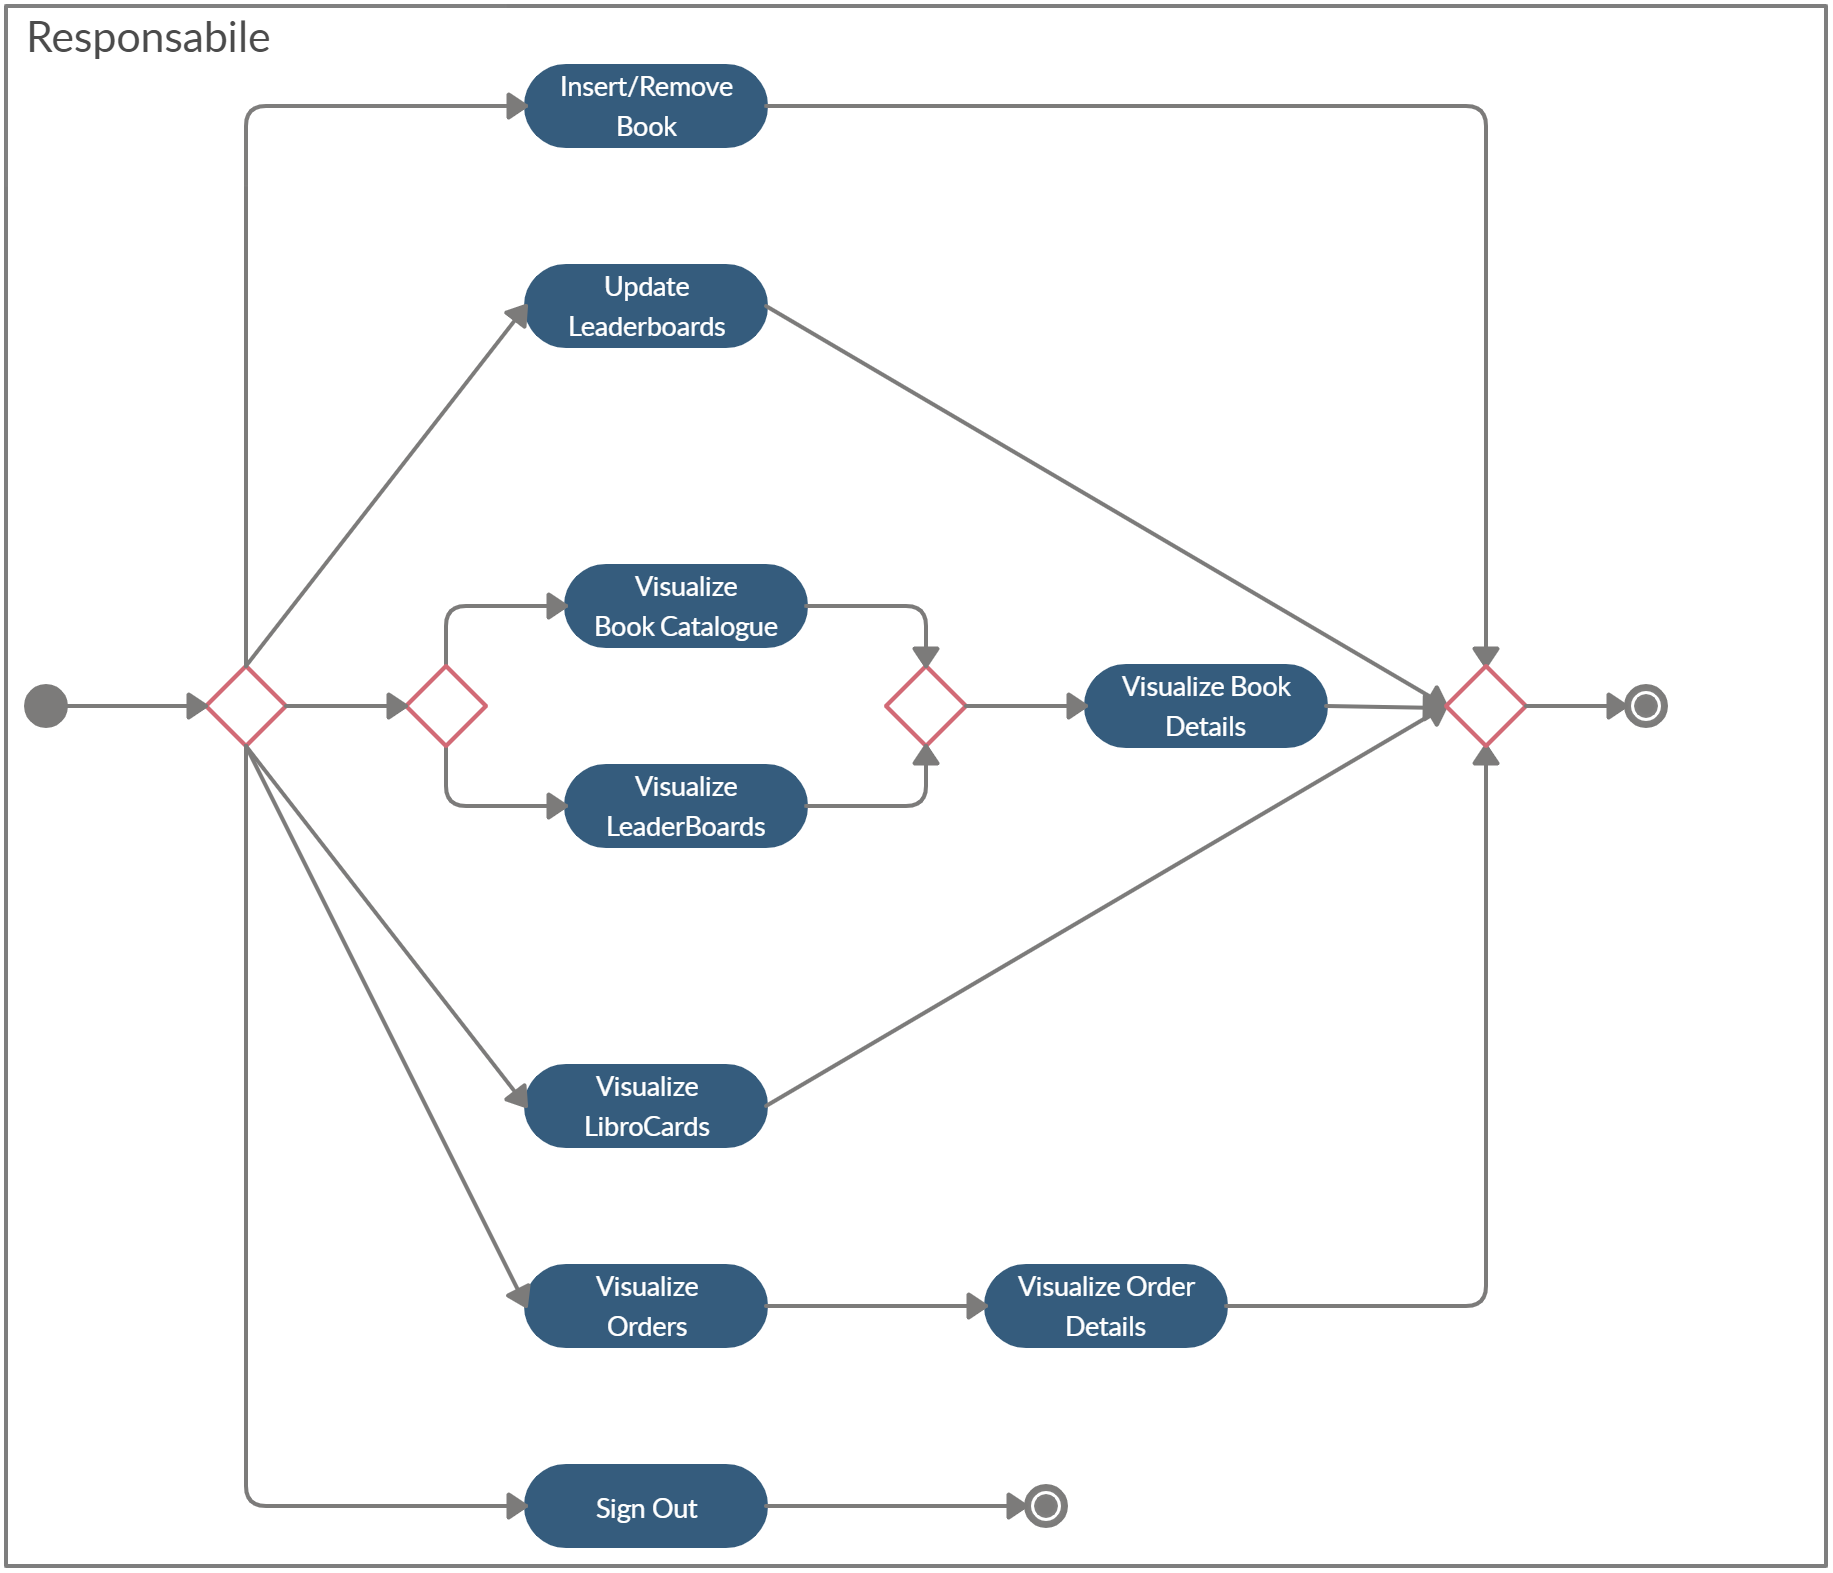 Responsabile
Insert/Remove
Book
Update
Leaderboards
Visualize
Book Catalogue
Visualize
LeaderBoards
Visualize Book
Details
Visualize
LibroCards
Visualize
Orders
Visualize Order
Details
Sign Out